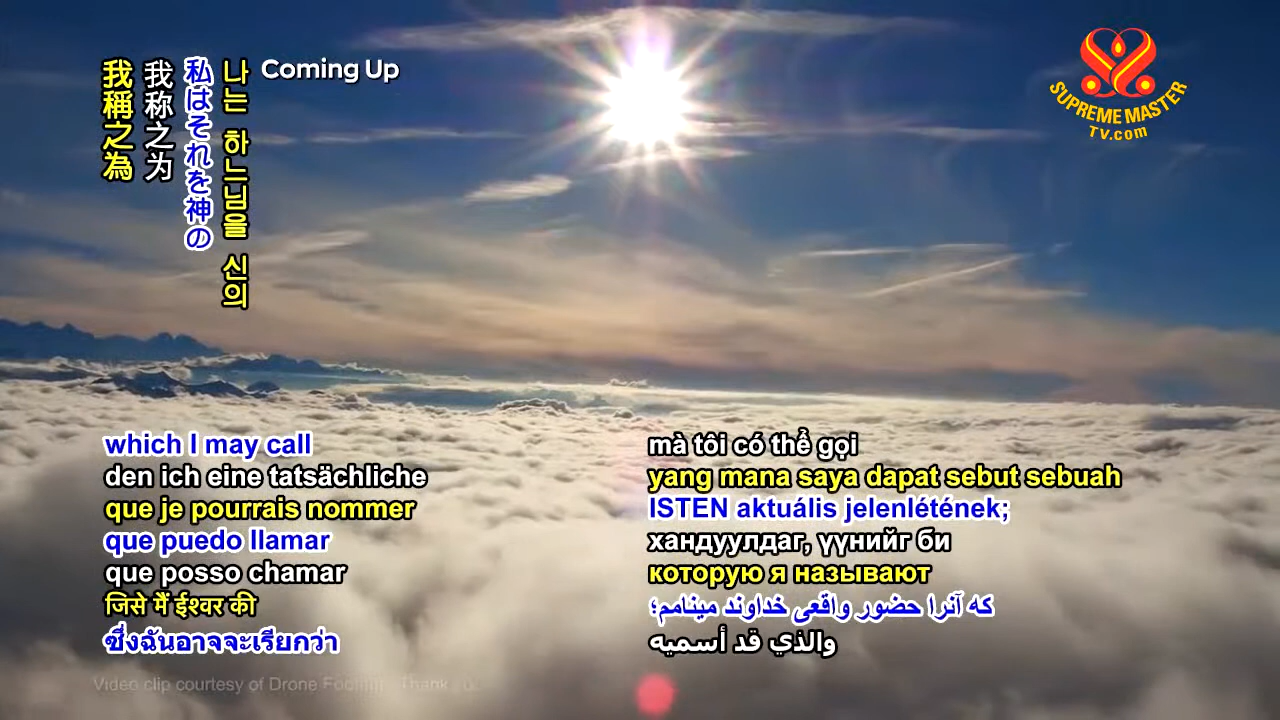 Coming Up
SUPREME MASTER
TV.com
我稱之為
我称之为
私はそれを神の
나는 하느님을 신의
which I may call
den ich eine tatsächliche
que je pourrais nommer
que puedo llamar
que posso chamar
जिसे मैं ईश्वर की
ซึ่งฉันอาจจะเรียกว่า
mà tôi có thể gọi
yang mana saya dapat sebut sebuah
ISTEN aktuális jelenlétének;
хандуулдаг, үүнийг би
которую я называют
که آنرا حضور واقعی خداوند مینامم؛
والذي قد أسميه
Video clip courtesy of Drone